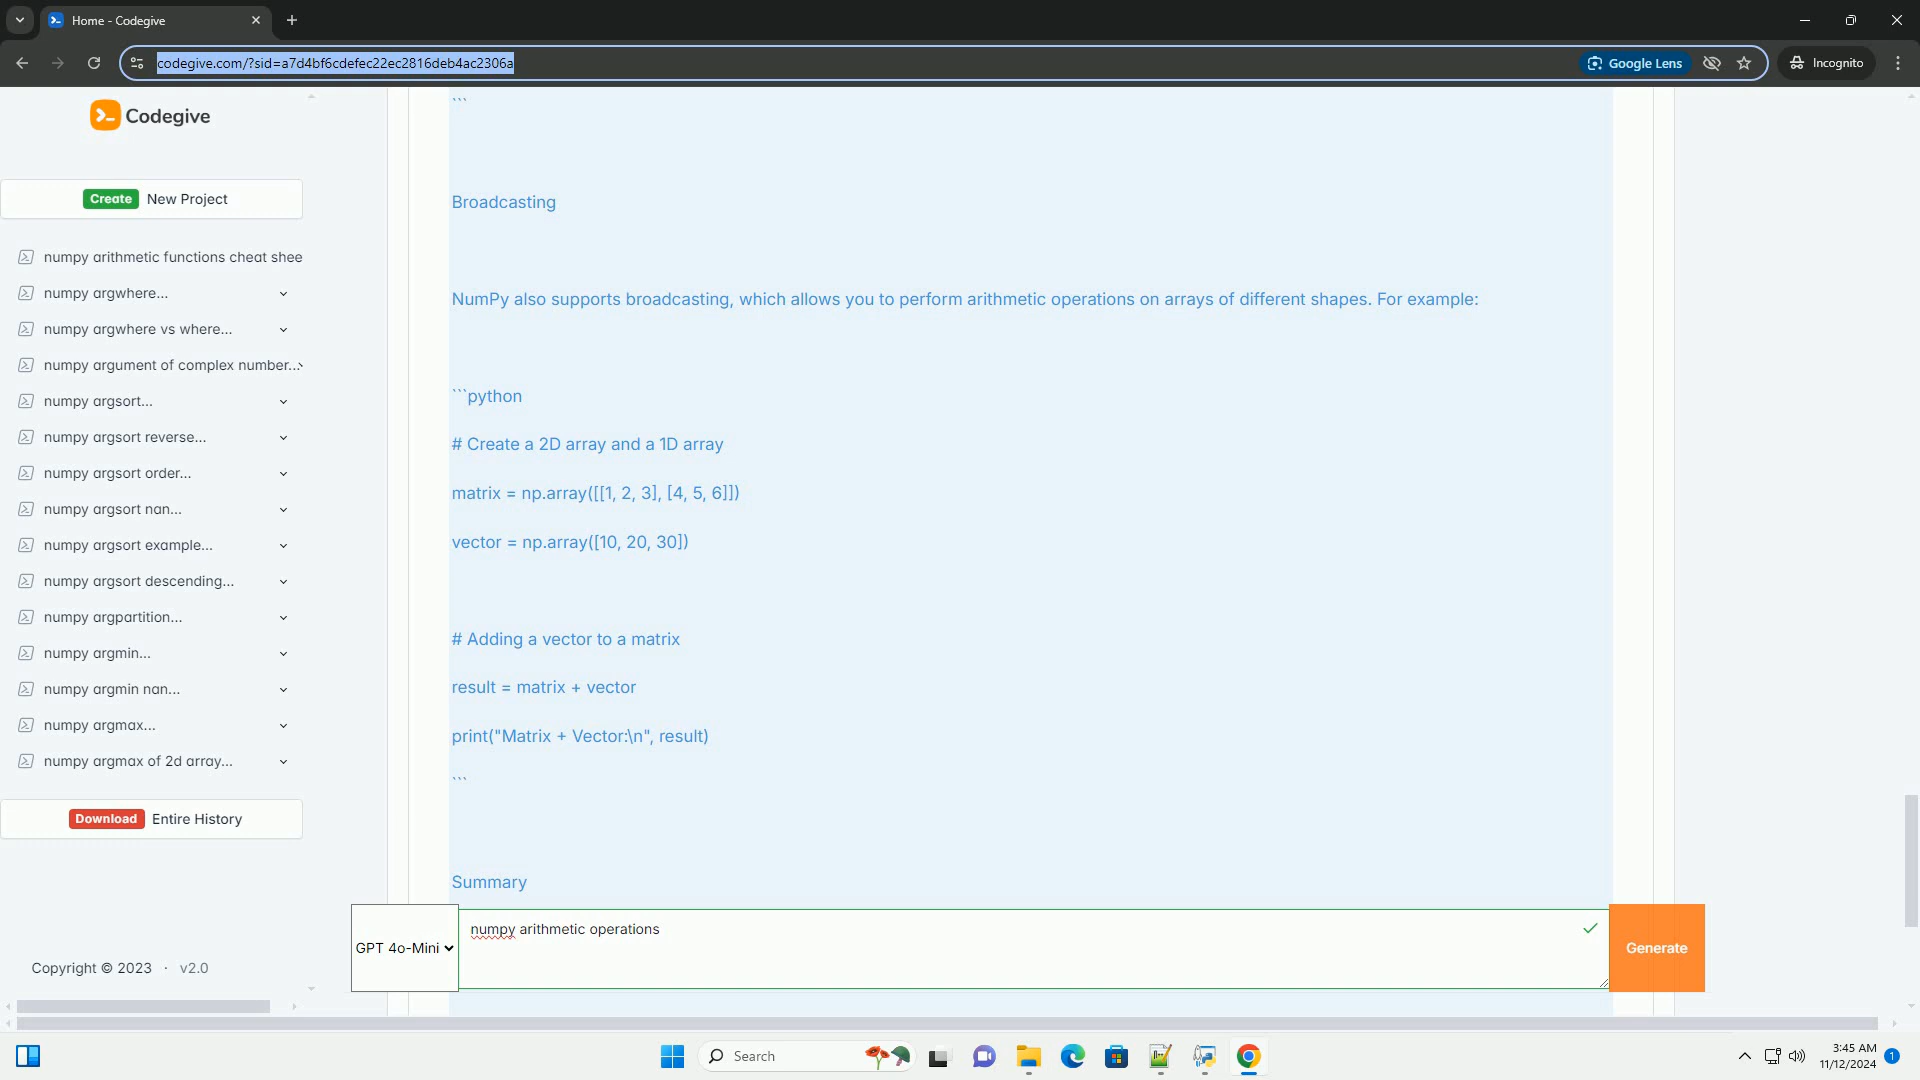 Home - Codegive
codegive.com/?sid=a7d4bf6cdefec22ec2816deb4ac2306a
Google Lens
Incognito
Codegive
Create New Project
numpy arithmetic functions cheat shee
numpy argwhere...
numpy argwhere vs where...
numpy argument of complex number...
numpy argsort...
numpy argsort reverse...
numpy argsort order...
numpy argsort nan...
numpy argsort example...
numpy argsort descending...
numpy argpartition...
numpy argmin...
numpy argmin nan...
numpy argmax...
numpy argmax of 2d array...
Download Entire History
Copyright © 2023 · v2.0
```
Broadcasting
NumPy also supports broadcasting, which allows you to perform arithmetic operations on arrays of different shapes. For example:
```python
# Create a 2D array and a 1D array
matrix = np.array([[1, 2, 3], [4, 5, 6]])
vector = np.array([10, 20, 30])
# Adding a vector to a matrix
result = matrix + vector
print("Matrix + Vector:\n", result)
```
Summary
GPT 4o-Mini
numpy arithmetic operations
Generate
Search
3:45 AM
11/12/2024
1